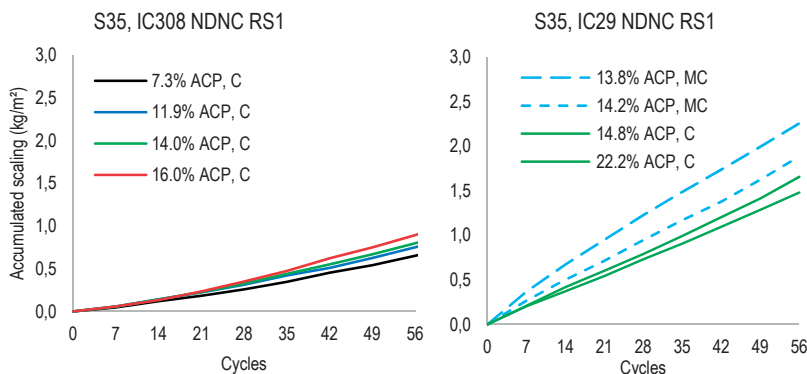 S35, IC308 NDNC RS1
3,0
2,5
2,0
1,5
1,0
0,5
0,0
Accumulated scaling (kg/m²)
7.3% ACP, C
11.9% ACP, C
14.0% ACP, C
16.0% ACP, C
0 7 14 21 28 35 42 49 56
Cycles
S35, IC29 NDNC RS1
3,0
2,5
2,0
1,5
1,0
0,5
0,0
13.8% ACP, MC
14.2% ACP, MC
14.8% ACP, C
22.2% ACP, C
0 7 14 21 28 35 42 49 56
Cycles